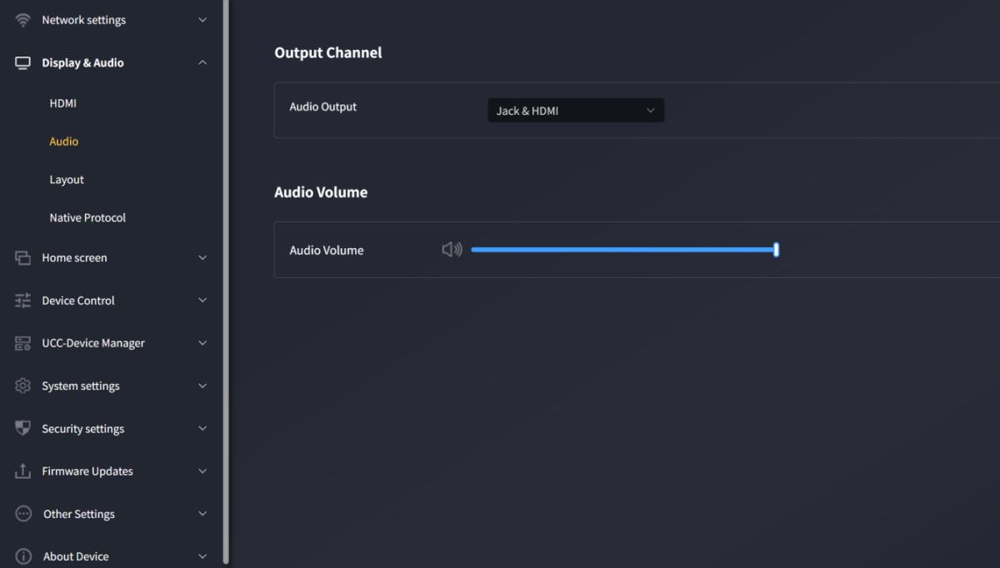 Network settings
Display & Audio
HDMI
Audio
Layout
Native Protocol
Home screen
Device Control
UCC-Device Manager
System settings
Security settings
Firmware Updates
Other Settings
About Device
Output Channel
Audio Output
Jack & HDMI
Audio Volume
Audio Volume